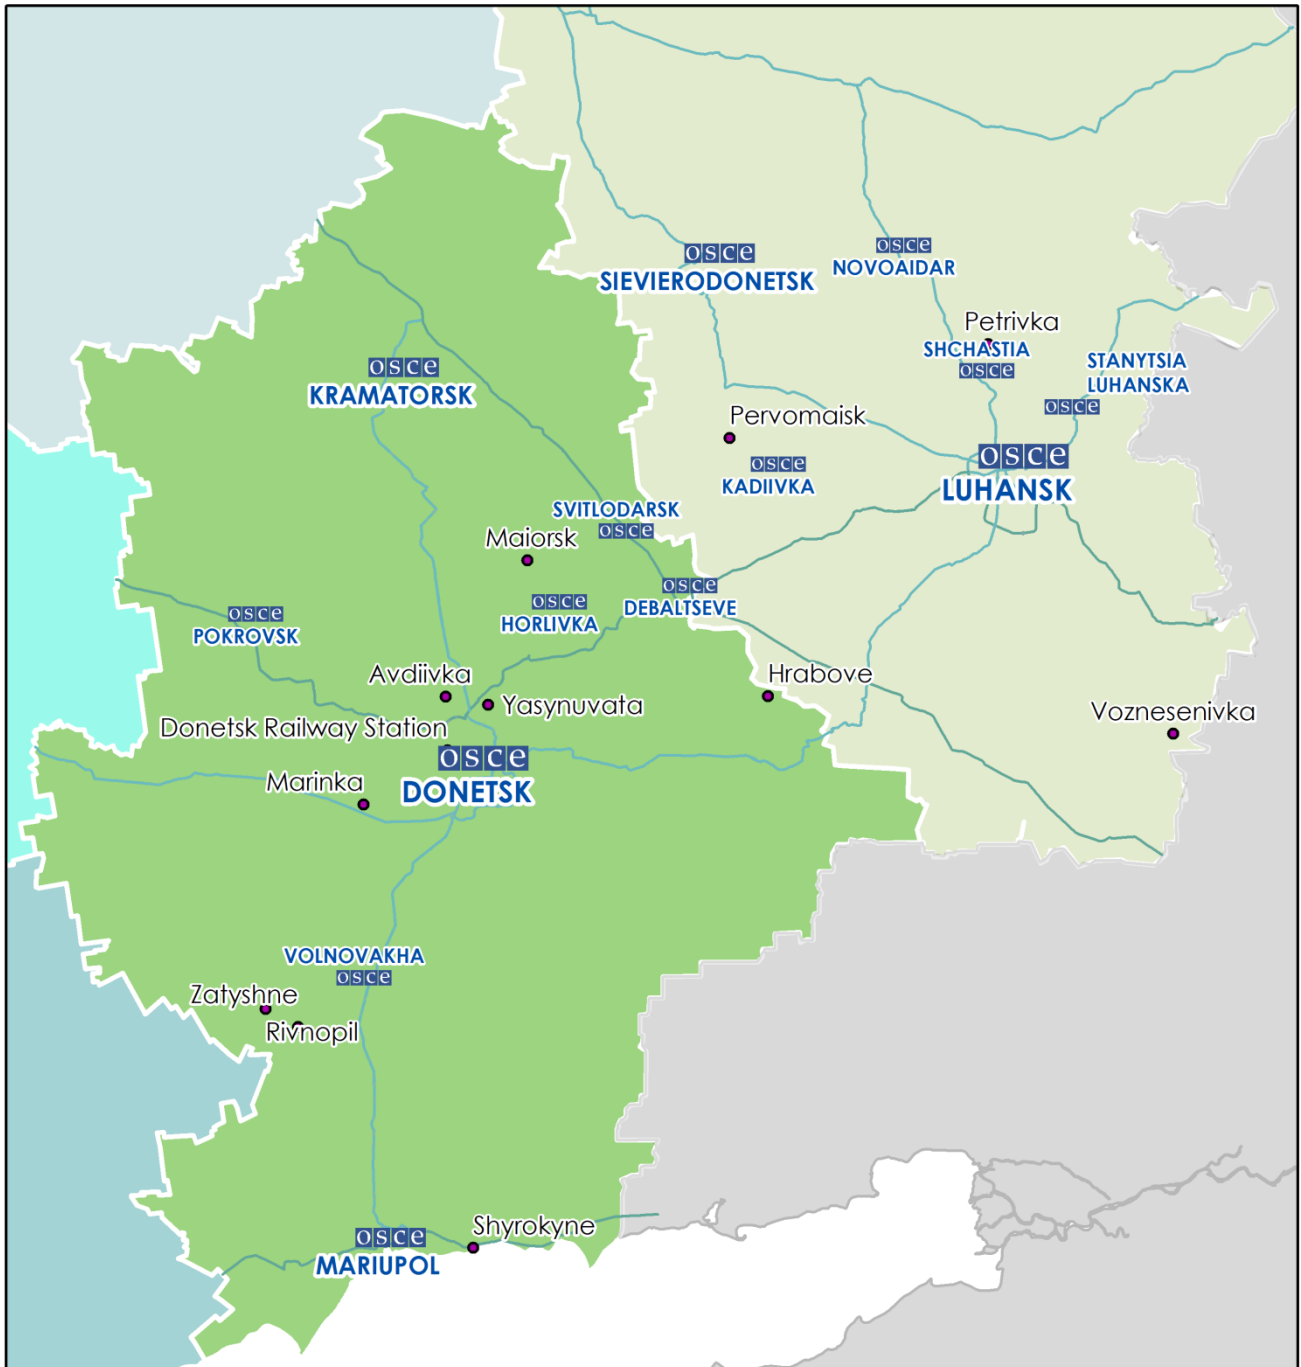 osce
NOVOAIDAR
osce
SIEVIERODONETSK
Petrivka
SHCHASTIA
osce
STANYTSIA
LUHANSKA
osce
osce
KRAMATORSK
Pervomaisk
osce
LUHANSK
osce
KADIIVKA
SVITLODARSK
osce
Maiorsk
osce
DEBALTSEVE
osce
HORLIVKA
osce
POKROVSK
Avdiivka
Yasynuvata
Hrabove
Voznesenivka
Donetsk Railway Station
osce
DONETSK
Marinka
VOLNOVAKHA
osce
Zatyshne
Rivnopil
Shyrokyne
osce
MARIUPOL